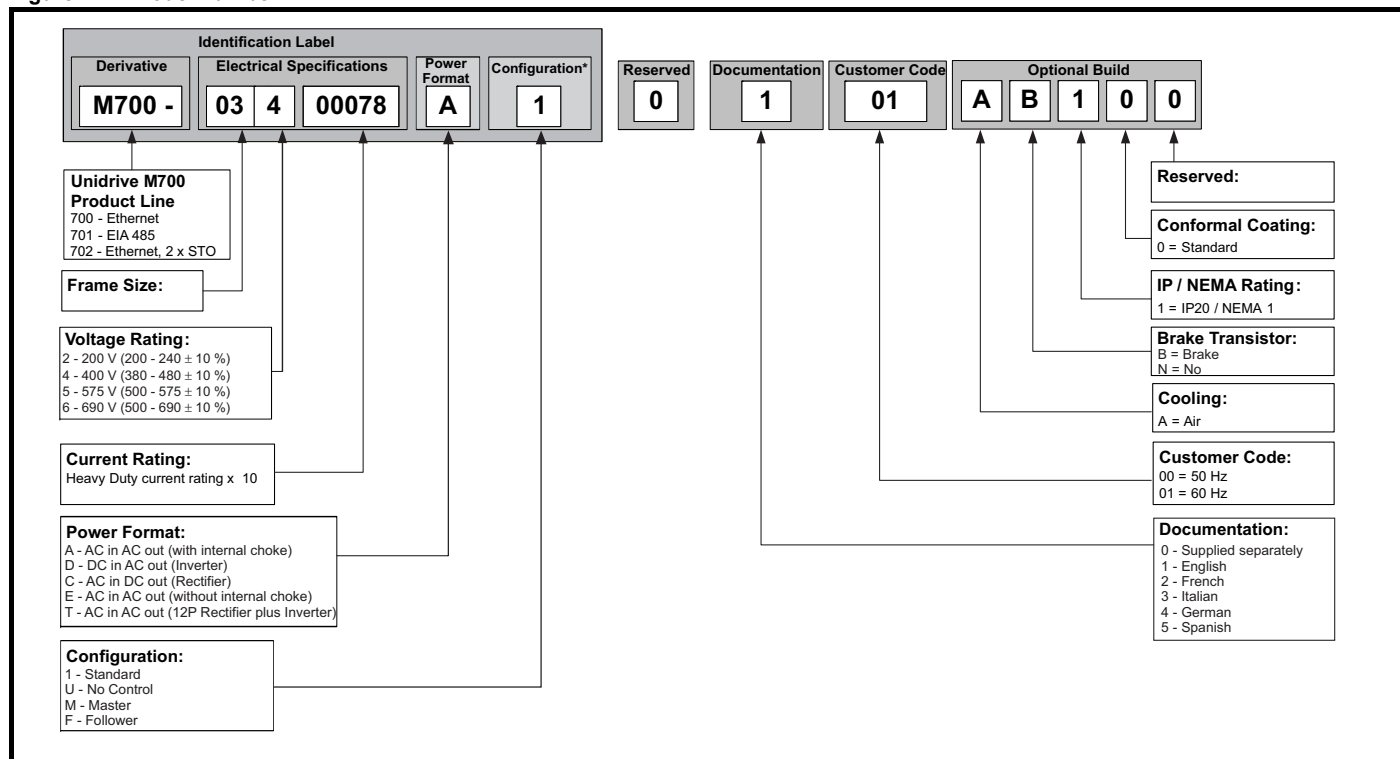 Identification Label
Derivative
Electrical Specifications
Power
Format
Configuration*
Reserved
Documentation
Customer Code
Optional Build
M700 -
03
4
00078
A
1
0
1
01
A
B
1
0
0
Unidrive M700
Product Line
700 - Ethernet
701 - EIA 485
702 - Ethernet, 2 x STO
Frame Size:
Voltage Rating:
2 - 200 V (200 - 240 ± 10 %)
4 - 400 V (380 - 480 ± 10 %)
5 - 575 V (500 - 575 ± 10 %)
6 - 690 V (500 - 690 ± 10 %)
Current Rating:
Heavy Duty current rating x 10
Power Format:
A - AC in AC out (with internal choke)
D - DC in AC out (Inverter)
C - AC in DC out (Rectifier)
E - AC in AC out (without internal choke)
T - AC in AC out (12P Rectifier plus Inverter)
Configuration:
1 - Standard
U - No Control
M - Master
F - Follower
Reserved:
Conformal Coating:
0 = Standard
IP / NEMA Rating:
1 = IP20 / NEMA 1
Brake Transistor:
B = Brake
N = No
Cooling:
A = Air
Customer Code:
00 = 50 Hz
01 = 60 Hz
Documentation:
0 - Supplied separately
1 - English
2 - French
3 - Italian
4 - German
5 - Spanish